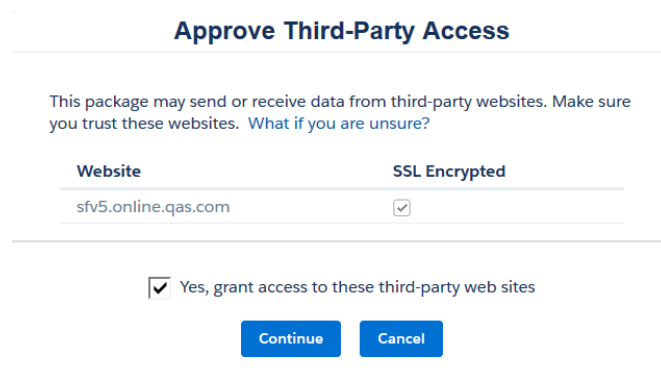 Approve Third-Party Access
This package may send or receive data from third-party websites. Make sure
you trust these websites. What if you are unsure?
Website SSL Encrypted
sfv5.online.qas.com
Yes, grant access to these third-party web sites
Continue Cancel